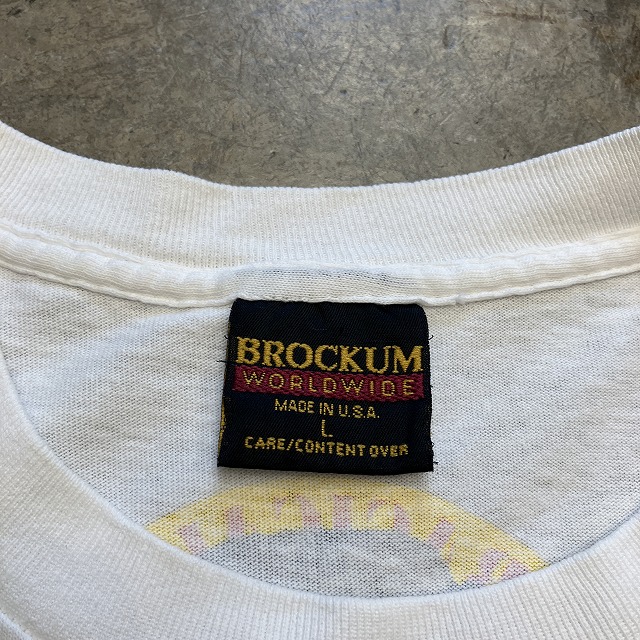 BROCKUM
WORLDWIDE
MADE IN U.S.A.
L
CARE/CONTENT OVER